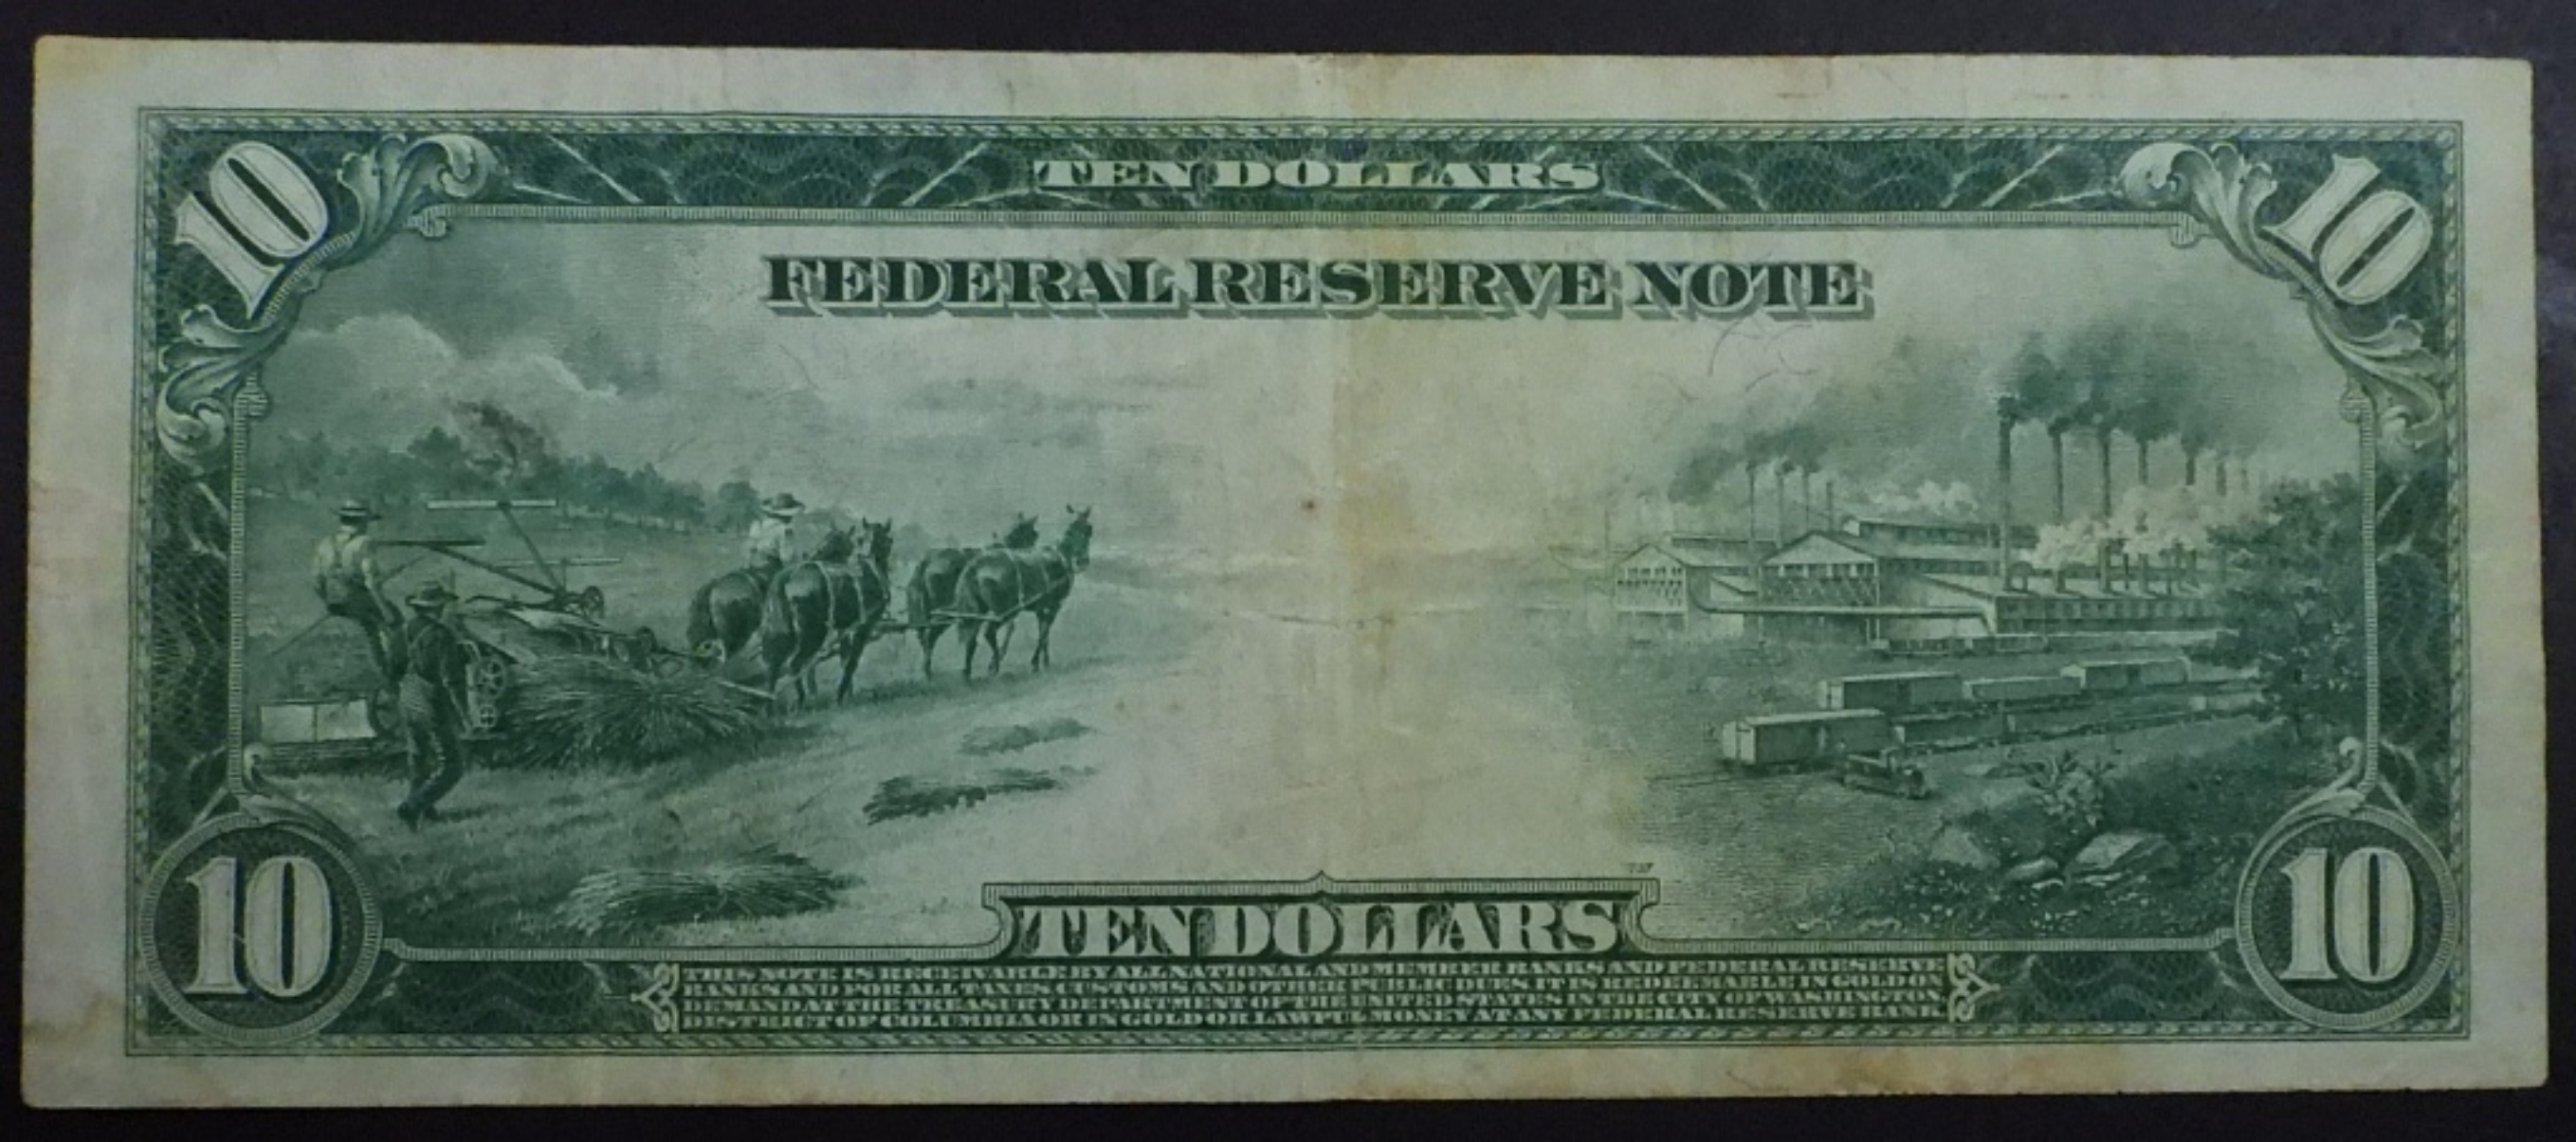 10 TEN DOLLARS 10
FEDERAL RESERVE NOTE
10 TEN DOLLARS 10
THIS NOTE IS RECEIVABLE BY ALL NATIONAL AND MEMBER BANKS AND FEDERAL RESERVE
BANKS AND FOR ALL TAXES CUSTOMS AND OTHER PUBLIC DUES IT IS REDEEMABLE IN GOLD ON
DEMAND AT THE TREASURY DEPARTMENT OF THE UNITED STATES IN THE CITY OF WASHINGTON
DISTRICT OF COLUMBIA OR IN GOLD OR LAWFUL MONEY AT ANY FEDERAL RESERVE BANK.